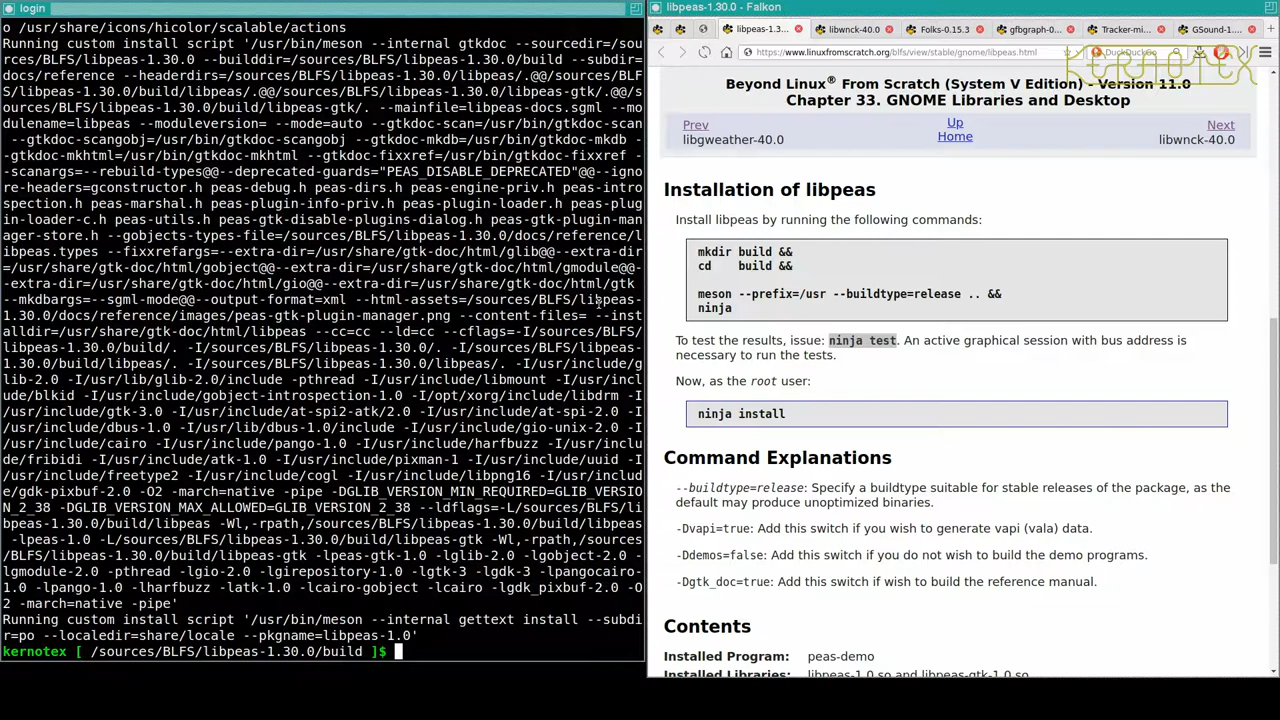 login
o /usr/share/icons/hicolor/scalable/actions
Running custom install script '/usr/bin/meson --internal gtkdoc --sourcedir=/sou
rces/BLFS/libpeas-1.30.0 --builddir=/sources/BLFS/libpeas-1.30.0/build --subdir=
docs/reference --headerdirs=/sources/BLFS/libpeas-1.30.0/libpeas/.@@/sources/BLF
S/libpeas-1.30.0/build/libpeas/.@@/sources/BLFS/libpeas-1.30.0/libpeas-gtk/.@@/s
ources/BLFS/libpeas-1.30.0/build/libpeas-gtk/. --mainfile=libpeas-docs.sgml --mo
dulename=libpeas --moduleversion= --mode=auto --gtkdoc-scan=/usr/bin/gtkdoc-scan
--gtkdoc-scangobj=/usr/bin/gtkdoc-scangobj --gtkdoc-mkdb=/usr/bin/gtkdoc-mkdb -
-gtkdoc-mkhtml=/usr/bin/gtkdoc-mkhtml --gtkdoc-fixxref=/usr/bin/gtkdoc-fixxref -
-scanargs=--rebuild-types@@--deprecated-guards="PEAS_DISABLE_DEPRECATED"@@--igno
re-headers=gconstructor.h peas-debug.h peas-dirs.h peas-engine-priv.h peas-intro
spection.h peas-marshal.h peas-plugin-info-priv.h peas-plugin-loader.h peas-plug
in-loader-c.h peas-utils.h peas-gtk-disable-plugins-dialog.h peas-gtk-plugin-man
ager-store.h --gobjects-types-file=/sources/BLFS/libpeas-1.30.0/docs/reference/l
ibpeas.types --fixxrefargs=--extra-dir=/usr/share/gtk-doc/html/glib@@--extra-dir
=/usr/share/gtk-doc/html/gobject@@--extra-dir=/usr/share/gtk-doc/html/gmodule@@-
-extra-dir=/usr/share/gtk-doc/html/gio@@--extra-dir=/usr/share/gtk-doc/html/gtk
--mkdbargs=--sgml-mode@@--output-format=xml --html-assets=/sources/BLFS/libpeas-
1.30.0/docs/reference/images/peas-gtk-plugin-manager.png --content-files= --inst
alldir=/usr/share/gtk-doc/html/libpeas --cc=cc --ld=cc --cflags=-I/sources/BLFS/
libpeas-1.30.0/build/. -I/sources/BLFS/libpeas-1.30.0/. -I/sources/BLFS/libpeas-
1.30.0/build/libpeas/. -I/sources/BLFS/libpeas-1.30.0/libpeas/. -I/usr/include/g
lib-2.0 -I/usr/lib/glib-2.0/include -pthread -I/usr/include/libmount -I/usr/incl
ude/blkid -I/usr/include/gobject-introspection-1.0 -I/opt/xorg/include/libdrm -I
/usr/include/gtk-3.0 -I/usr/include/at-spi2-atk/2.0 -I/usr/include/at-spi-2.0 -I
/usr/include/dbus-1.0 -I/usr/lib/dbus-1.0/include -I/usr/include/gio-unix-2.0 -I
/usr/include/cairo -I/usr/include/pango-1.0 -I/usr/include/harfbuzz -I/usr/inclu
de/fribidi -I/usr/include/atk-1.0 -I/usr/include/pixman-1 -I/usr/include/uuid -I
/usr/include/freetype2 -I/usr/include/cogl -I/usr/include/libpng16 -I/usr/includ
e/gdk-pixbuf-2.0 -O2 -march=native -pipe -DGLIB_VERSION_MIN_REQUIRED=GLIB_VERSIO
N_2_38 -DGLIB_VERSION_MAX_ALLOWED=GLIB_VERSION_2_38 --ldflags=-L/sources/BLFS/li
bpeas-1.30.0/build/libpeas -Wl,-rpath,/sources/BLFS/libpeas-1.30.0/build/libpeas
-lpeas-1.0 -L/sources/BLFS/libpeas-1.30.0/build/libpeas-gtk -Wl,-rpath,/sources
/BLFS/libpeas-1.30.0/build/libpeas-gtk -lpeas-gtk-1.0 -lglib-2.0 -lgobject-2.0 -
lgmodule-2.0 -pthread -lgio-2.0 -lgirepository-1.0 -lgtk-3 -lgdk-3 -lpangocairo-
1.0 -lpango-1.0 -lharfbuzz -latk-1.0 -lcairo-gobject -lcairo -lgdk_pixbuf-2.0 -O
2 -march=native -pipe'
Running custom install script '/usr/bin/meson --internal gettext install --subdi
r=po --localedir=share/locale --pkgname=libpeas-1.0'
kernotex [ /sources/BLFS/libpeas-1.30.0/build ]$
libpeas-1.30.0 - Falkon
libpeas-1.3... libwnck-40.0 Folks-0.15.3 gfbgraph-0... Tracker-mi... GSound-1....
https://www.linuxfromscratch.org/blfs/view/stable/gnome/libpeas.html DuckDuckGo
KERNOTEX
Beyond Linux® From Scratch (System V Edition) - Version 11.0
Chapter 33. GNOME Libraries and Desktop
Prev Up Next
libgweather-40.0 Home libwnck-40.0
Installation of libpeas
Install libpeas by running the following commands:
mkdir build &&
cd    build &&
meson --prefix=/usr --buildtype=release .. &&
ninja
To test the results, issue: ninja test. An active graphical session with bus address is
necessary to run the tests.
Now, as the root user:
ninja install
Command Explanations
--buildtype=release: Specify a buildtype suitable for stable releases of the package, as the
default may produce unoptimized binaries.
-Dvapi=true: Add this switch if you wish to generate vapi (vala) data.
-Ddemos=false: Add this switch if you do not wish to build the demo programs.
-Dgtk_doc=true: Add this switch if wish to build the reference manual.
Contents
Installed Program: peas-demo
Installed Libraries: libpeas-1.0.so and libpeas-gtk-1.0.so